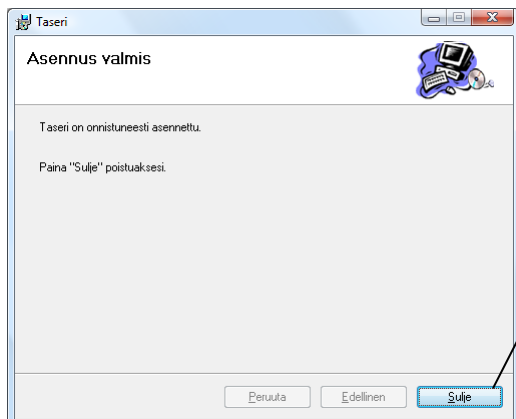 Taseri
Asennus valmis
Taseri on onnistuneesti asennettu.
Paina "Sulje" poistuaksesi.
Peruuta
Edellinen
Sulje